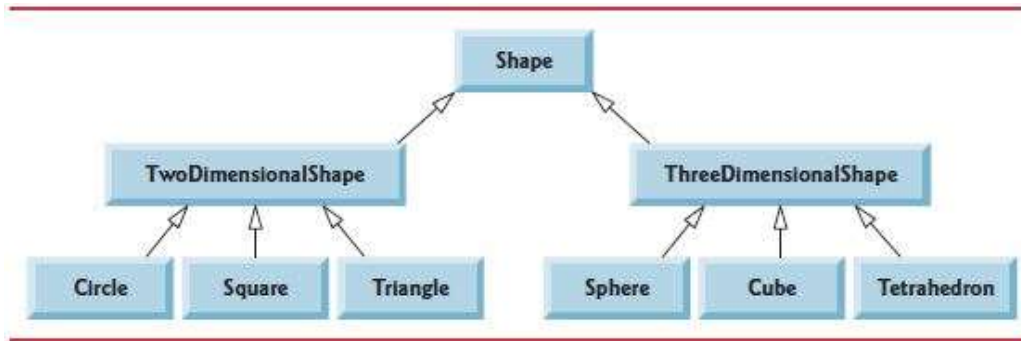 Shape
TwoDimensionalShape
ThreeDimensionalShape
Circle
Square
Triangle
Sphere
Cube
Tetrahedron